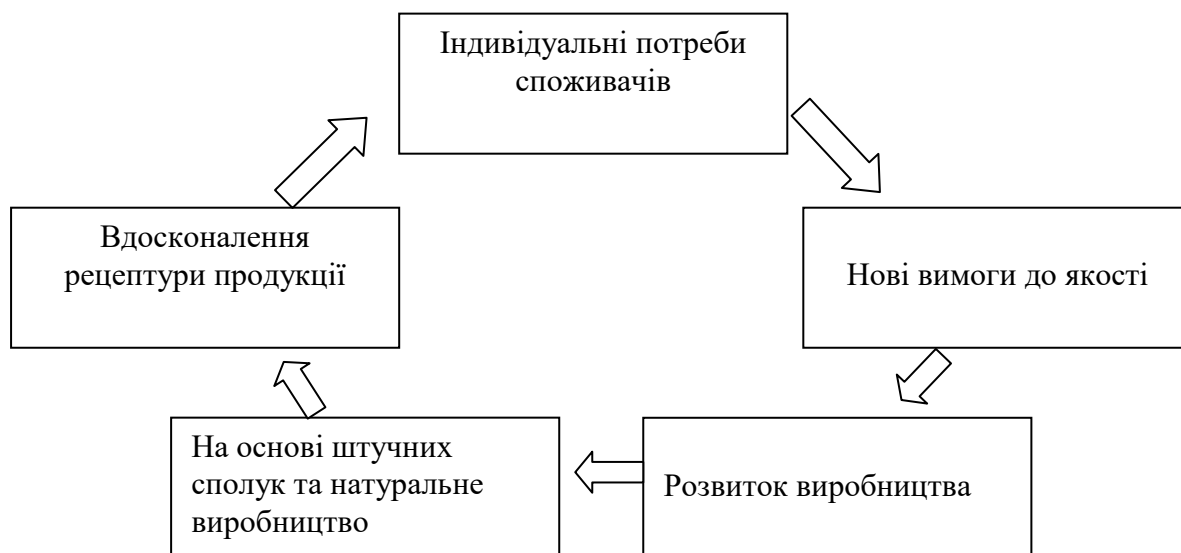 Індивідуальні потреби
споживачів
Вдосконалення
рецептури продукції
Нові вимоги до якості
На основі штучних
сполук та натуральне
виробництво
Розвиток виробництва